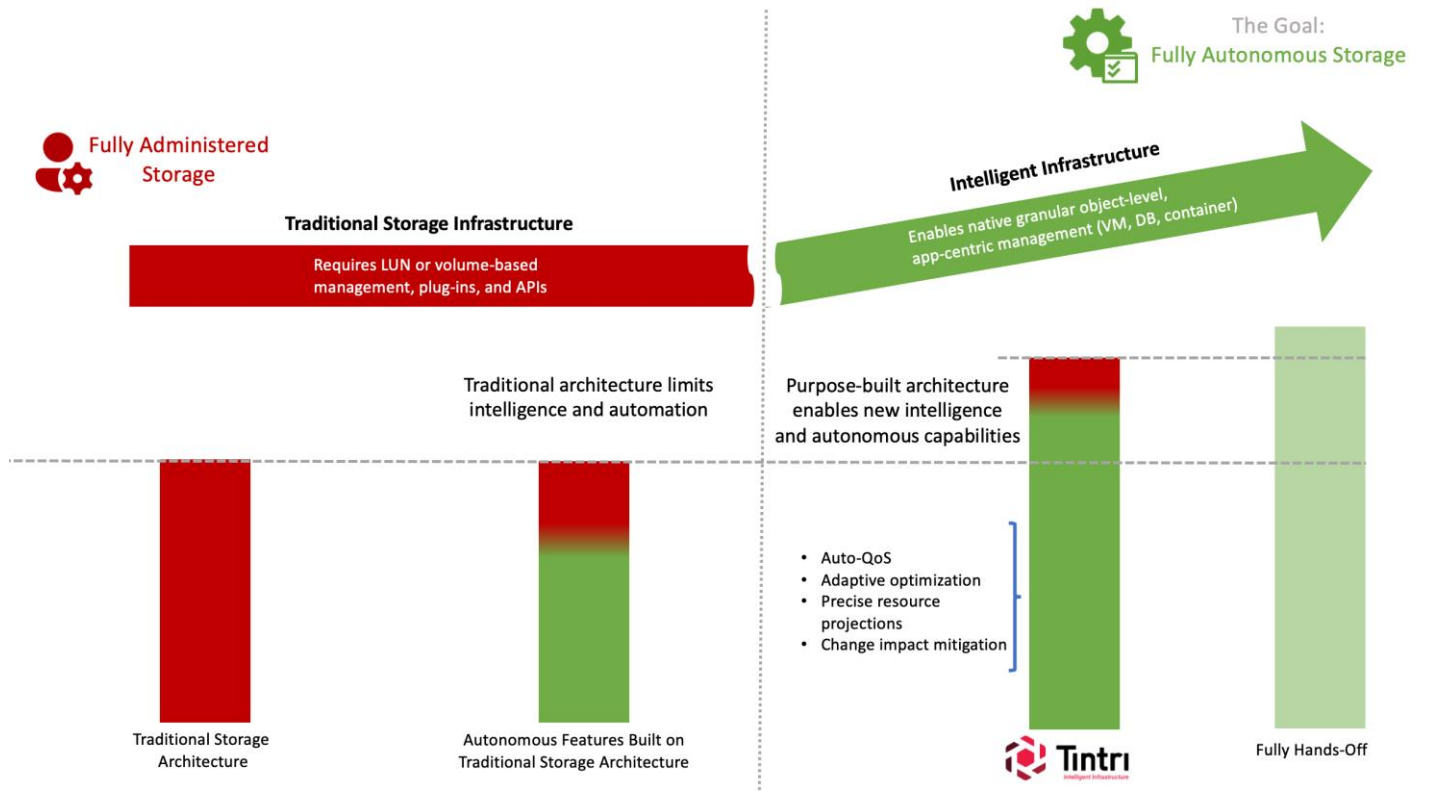 The Goal:
Fully Autonomous Storage
Fully Administered
Storage
Traditional Storage Infrastructure
Requires LUN or volume-based
management, plug-ins, and APIs
Intelligent Infrastructure
Enables native granular object-level,
app-centric management (VM, DB, container)
Traditional architecture limits
intelligence and automation
Purpose-built architecture
enables new intelligence
and autonomous capabilities
• Auto-QoS
• Adaptive optimization
• Precise resource
projections
• Change impact mitigation
Traditional Storage
Architecture
Autonomous Features Built on
Traditional Storage Architecture
Tintri
Intelligent Infrastructure
Fully Hands-Off